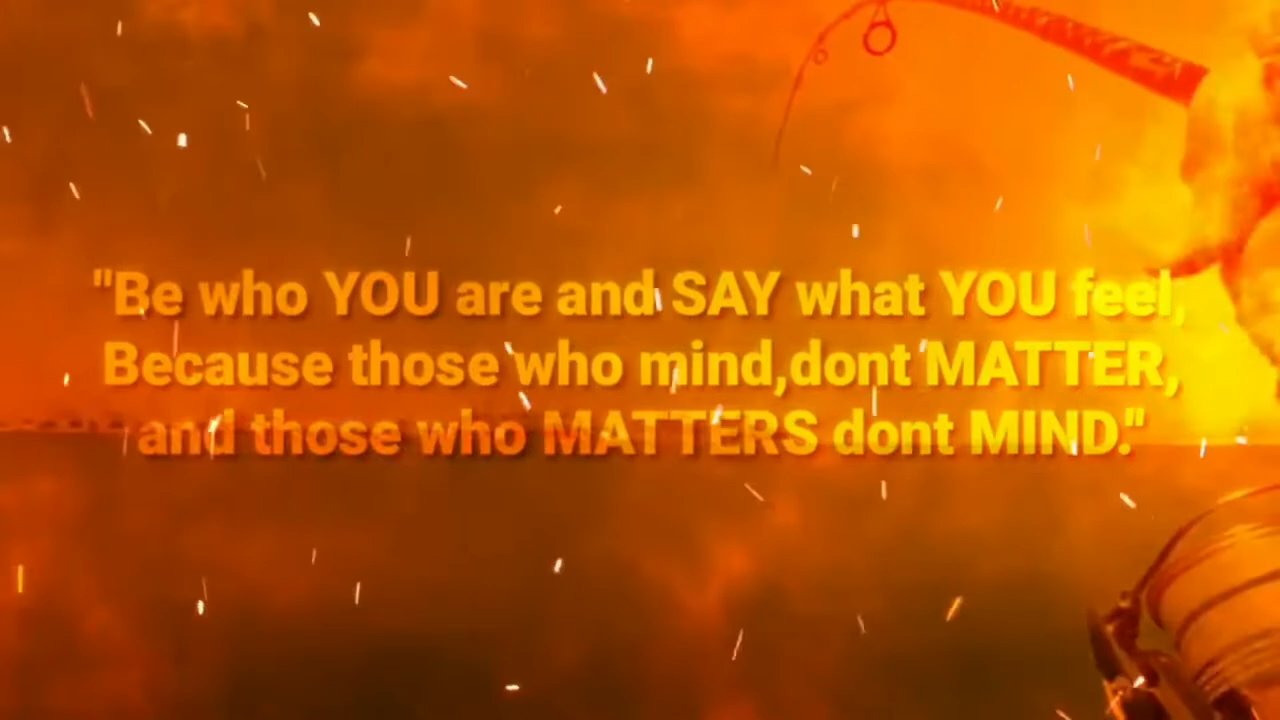 "Be who YOU are and SAY what YOU feel,
Because those who mind,dont MATTER,
and those who MATTERS dont MIND."